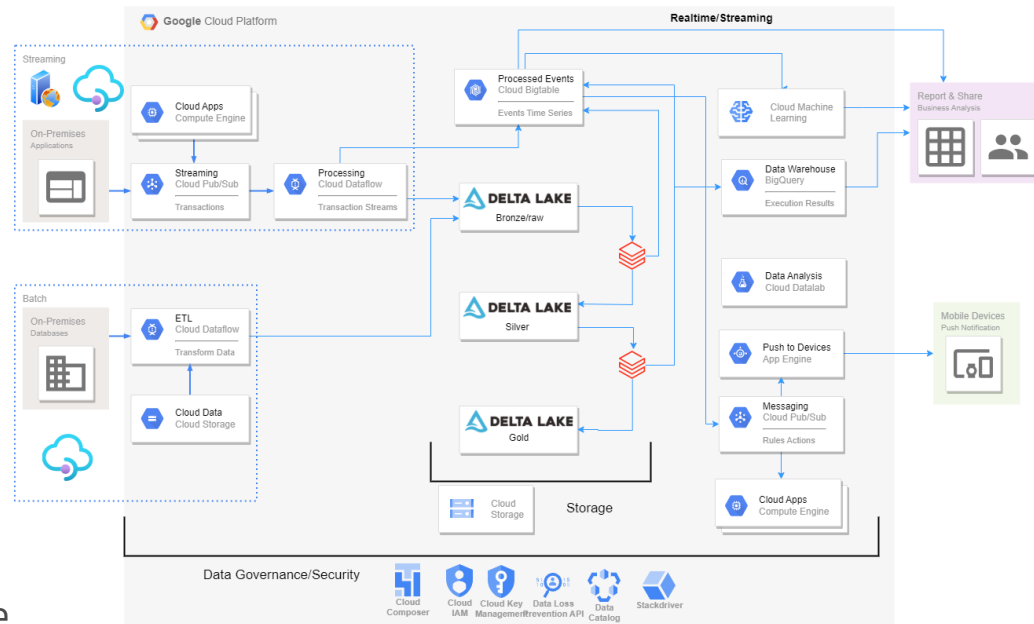 Google Cloud Platform
Realtime/Streaming
Streaming
Cloud Apps
Compute Engine
On-Premises
Applications
Streaming
Cloud Pub/Sub
Transactions
Processing
Cloud Dataflow
Transaction Streams
Processed Events
Cloud Bigtable
Events Time Series
Cloud Machine
Learning
Report & Share
Business Analysis
Data Warehouse
BigQuery
Execution Results
DELTA LAKE
Bronze/raw
Data Analysis
Cloud Datalab
Batch
On-Premises
Databases
ETL
Cloud Dataflow
Transform Data
DELTA LAKE
Silver
Push to Devices
App Engine
Mobile Devices
Push Notification
Cloud Data
Cloud Storage
DELTA LAKE
Gold
Messaging
Cloud Pub/Sub
Rules Actions
Cloud
Storage
Storage
Cloud Apps
Compute Engine
Data Governance/Security
Cloud
Composer
Cloud
IAM
Cloud Key
Management
Data Loss
Prevention API
Data
Catalog
Stackdriver